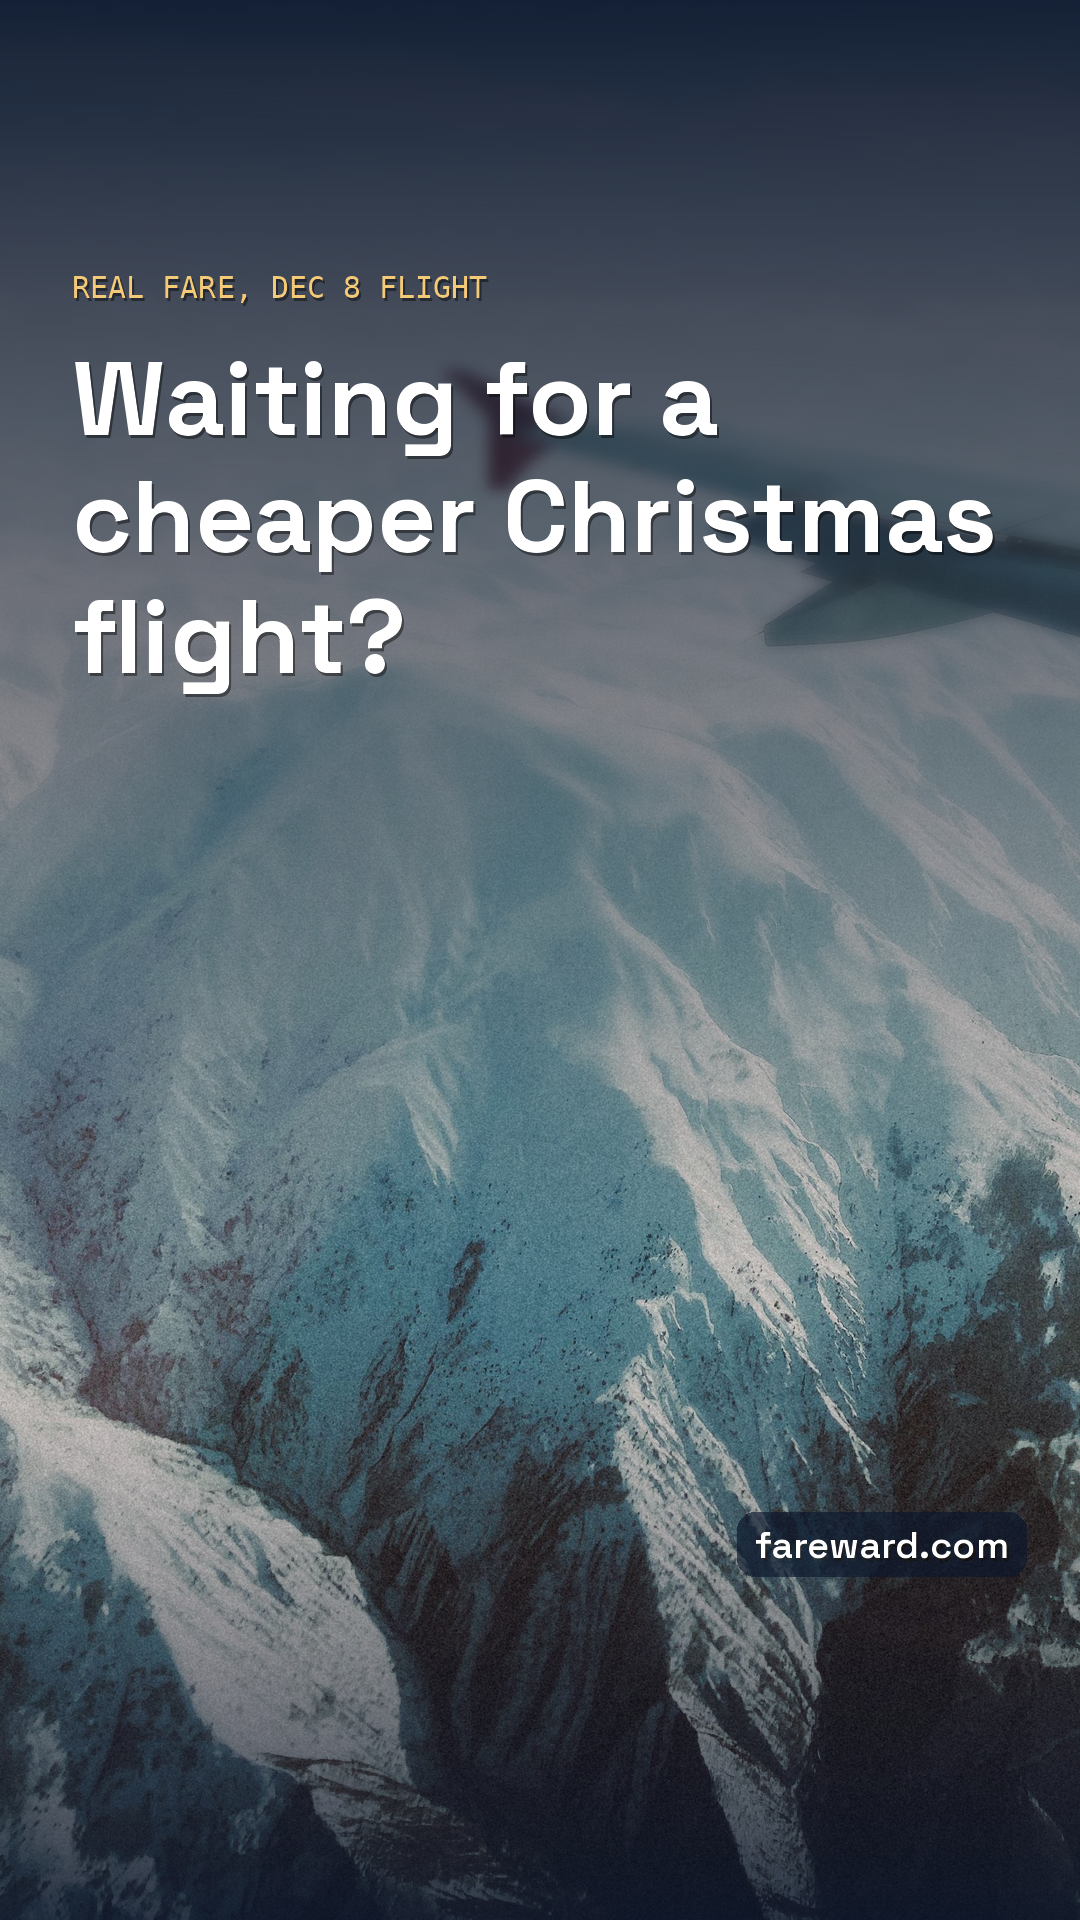 REAL FARE, DEC 8 FLIGHT
Waiting for a
cheaper Christmas
flight?
fareward.com